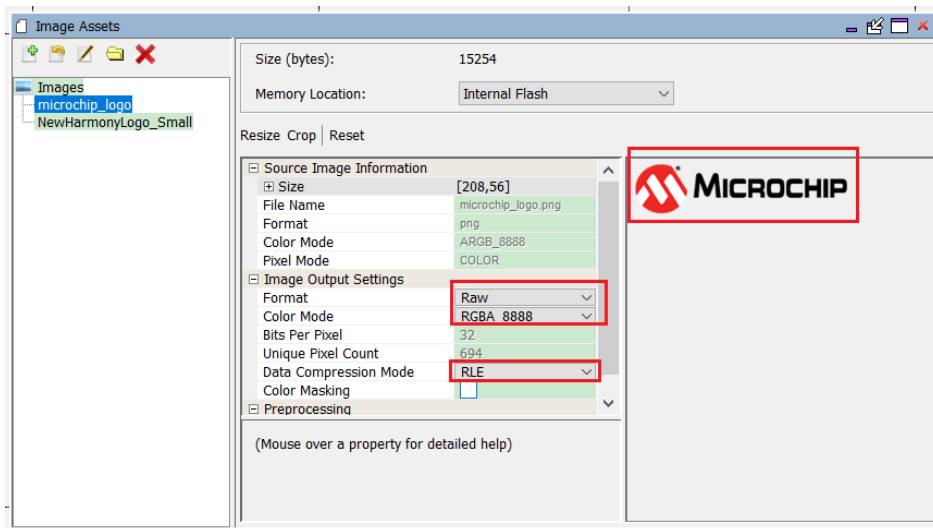 Image Assets
Images
microchip_logo
NewHarmonyLogo_Small
Size (bytes): 15254
Memory Location: Internal Flash
Resize Crop Reset
Source Image Information
Size [208,56]
File Name microchip_logo.png
Format png
Color Mode ARGB_8888
Pixel Mode COLOR
Image Output Settings
Format Raw
Color Mode RGBA_8888
Bits Per Pixel 32
Unique Pixel Count 694
Data Compression Mode RLE
Color Masking
Preprocessing
(Mouse over a property for detailed help)
MICROCHIP